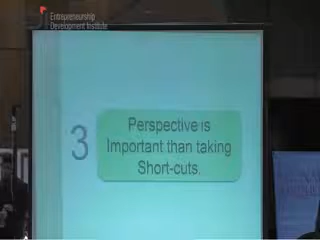 Entrepreneurship
Development Institute
3
Perspective is
Important than taking
Short-cuts.